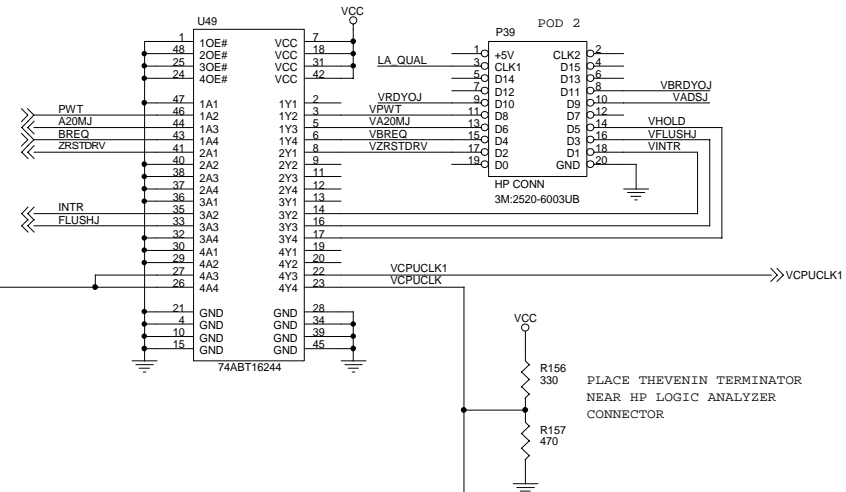 U49
VCC
1 1OE# VCC 7
48 2OE# VCC 18
25 3OE# VCC 31
24 4OE# VCC 42
47 1A1 1Y1 2
PWT 46 1A2 1Y2 3 VPWT
A20MJ 44 1A3 1Y3 5 VA20MJ
BREQ 43 1A4 1Y4 6 VBREQ
ZRSTDRV 41 2A1 2Y1 8 VZRSTDRV
40 2A2 2Y2 9
38 2A3 2Y3 11
37 2A4 2Y4 12
36 3A1 3Y1 13
INTR 35 3A2 3Y2 14
FLUSHJ 33 3A3 3Y3 16
32 3A4 3Y4 17
30 4A1 4Y1 19
29 4A2 4Y2 20
27 4A3 4Y3 22 VCPUCLK1
26 4A4 4Y4 23 VCPUCLK
21 GND GND 28
4 GND GND 34
10 GND GND 39
15 GND GND 45
74ABT16244
POD 2
P39
1 +5V CLK2 2
LA_QUAL 3 CLK1 D15 4
5 D14 D13 6
7 D12 D11 8 VBRDYOJ
VRDYOJ 9 D10 D9 10 VADSJ
11 D8 D7 12
13 D6 D5 14 VHOLD
15 D4 D3 16 VFLUSHJ
17 D2 D1 18 VINTR
19 D0 GND 20
HP CONN
3M:2520-6003UB
VCPUCLK1
VCC
R156
330
PLACE THEVENIN TERMINATOR
NEAR HP LOGIC ANALYZER
CONNECTOR
R157
470